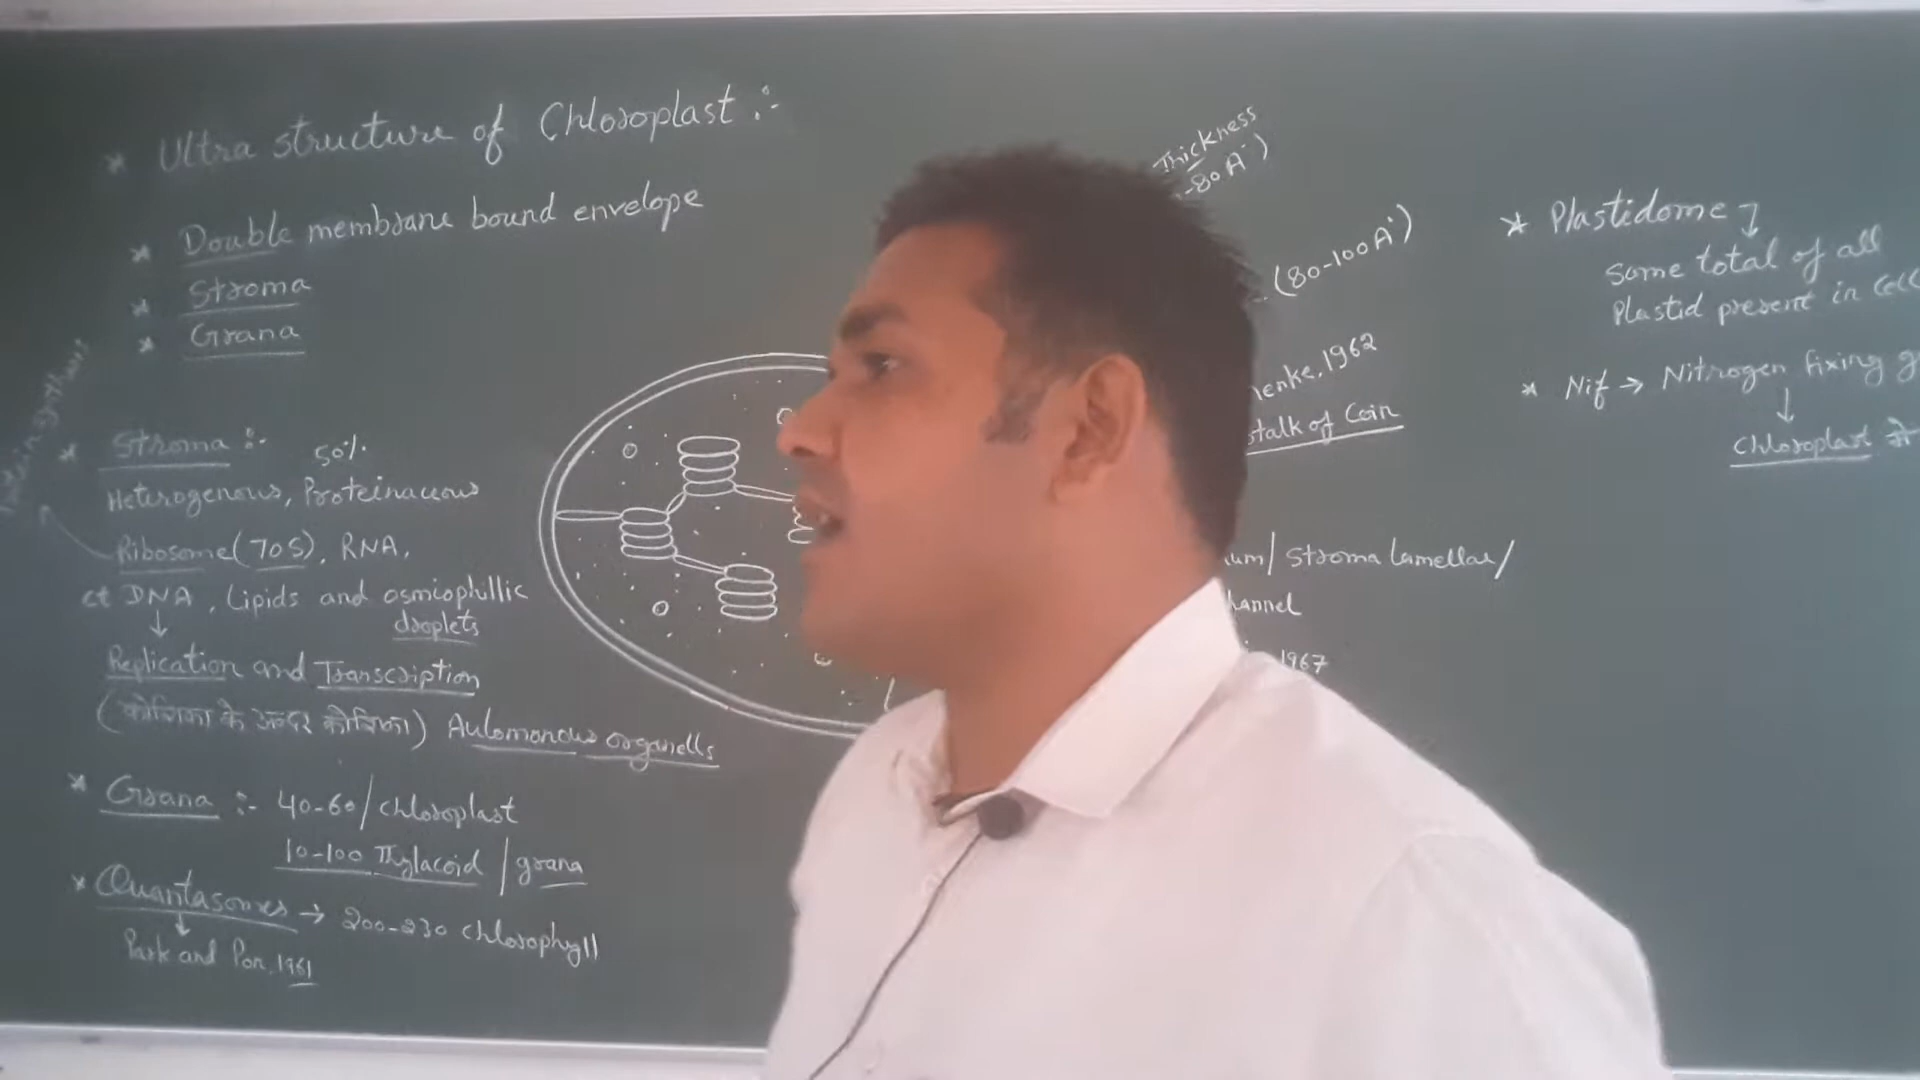 * Ultra structure of Chloroplast :-
* Double membrane bound envelope
* Stroma
* Grana
* Stroma :- 50%
Heterogenous, Proteinaceous
Ribosome (70S), RNA,
ct DNA, Lipids and osmiophillic
droplets
↓
Replication and Transcription
(कोशिका के अन्दर कोशिका) Automonous organells
* Grana :- 40-60/chloroplast
10-100 Thylacoid / grana
* Quantasomes → 200-230 chlorophyll
↓
Park and Pon, 1961
Thickness
-80A°)
(80-100A°)
enke, 1962
stalk of Coin
um/ Stroma lamellae/
hannel
1967
* Plastidome
↓
Some total of all
Plastid present in Cell
* Nif → Nitrogen fixing g
↓
Chloroplast